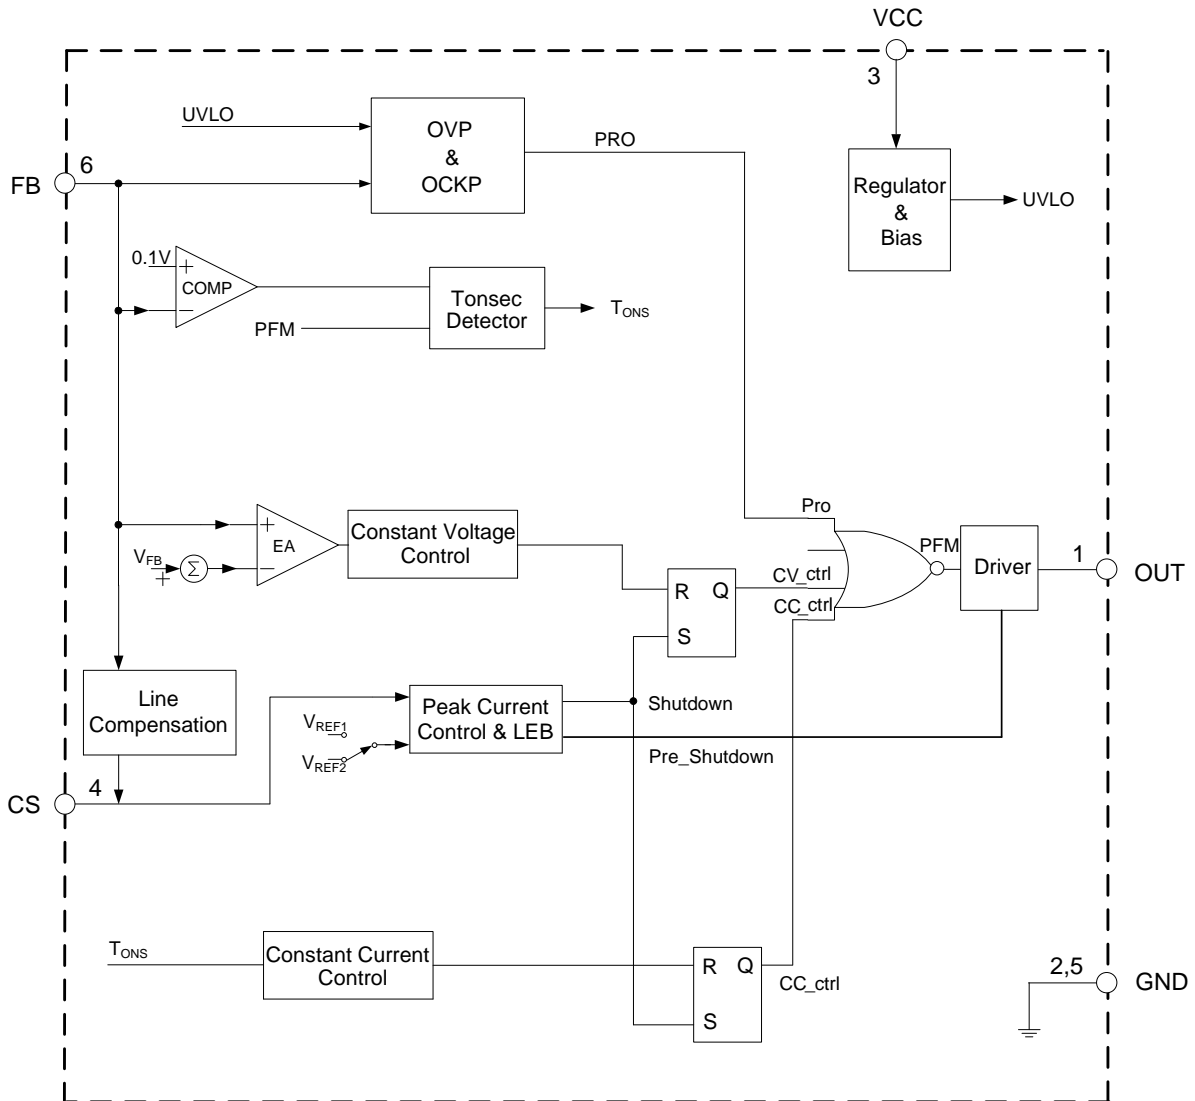 VCC
3
UVLO
OVP
&
OCKP
PRO
6
FB
Regulator
&
Bias
UVLO
0.1V
+
COMP
−
Tonsec
Detector
TONS
PFM
Pro
+
EA
−
Constant Voltage
Control
VFB
+
Σ
PFM
Driver
1
OUT
R
Q
S
CV_ctrl
CC_ctrl
Line
Compensation
Peak Current
Control & LEB
Shutdown
VREF1
VREF2
Pre_Shutdown
4
CS
TONS
Constant Current
Control
R
Q
S
CC_ctrl
2,5
GND